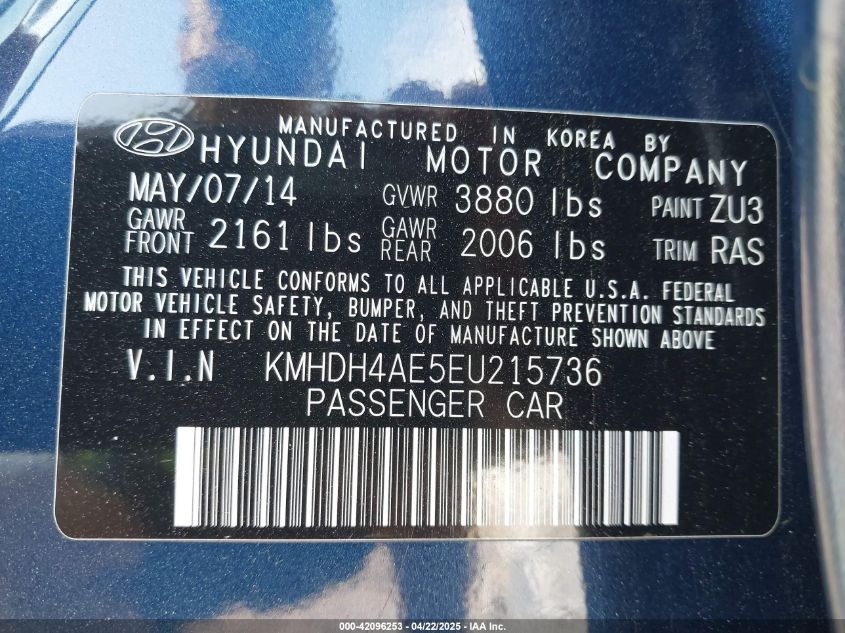 MANUFACTURED IN KOREA BY
HYUNDAI MOTOR COMPANY
MAY/07/14 GVWR 3880 lbs PAINT ZU3
GAWR FRONT 2161 lbs GAWR REAR 2006 lbs TRIM RAS
THIS VEHICLE CONFORMS TO ALL APPLICABLE U.S.A. FEDERAL
MOTOR VEHICLE SAFETY, BUMPER, AND THEFT PREVENTION STANDARDS
IN EFFECT ON THE DATE OF MANUFACTURE SHOWN ABOVE
V.I.N KMHDH4AE5EU215736
PASSENGER CAR
000-42096253 - 04/22/2025 - IAA Inc.